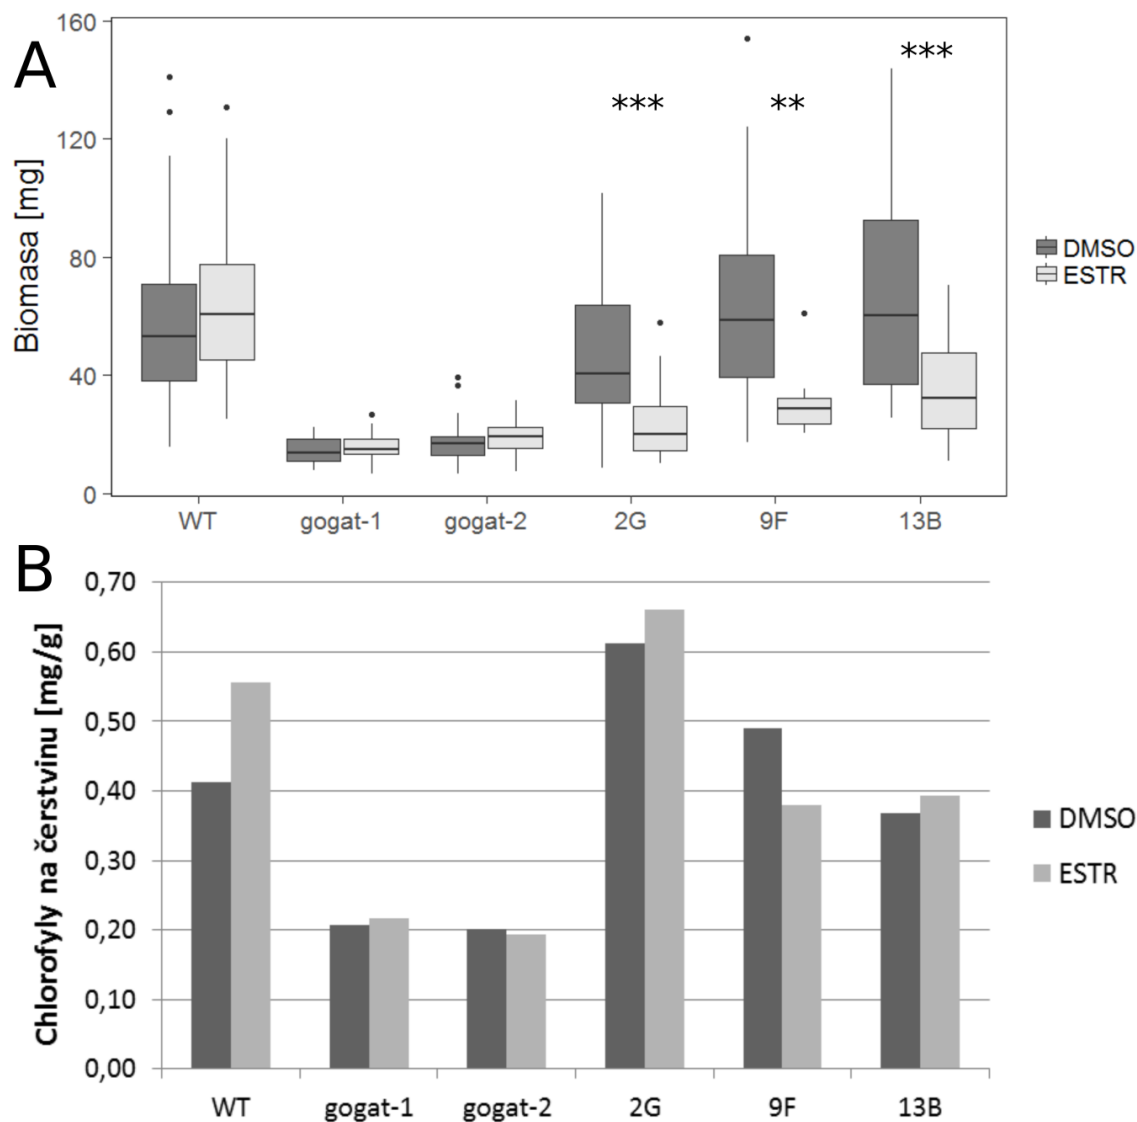 A
Biomasa [mg]
160
120
80
40
0
***
**
***
DMSO
ESTR
WT gogat-1 gogat-2 2G 9F 13B
B
Chlorofyly na čerstvinu [mg/g]
0,70
0,60
0,50
0,40
0,30
0,20
0,10
0,00
DMSO
ESTR
WT gogat-1 gogat-2 2G 9F 13B